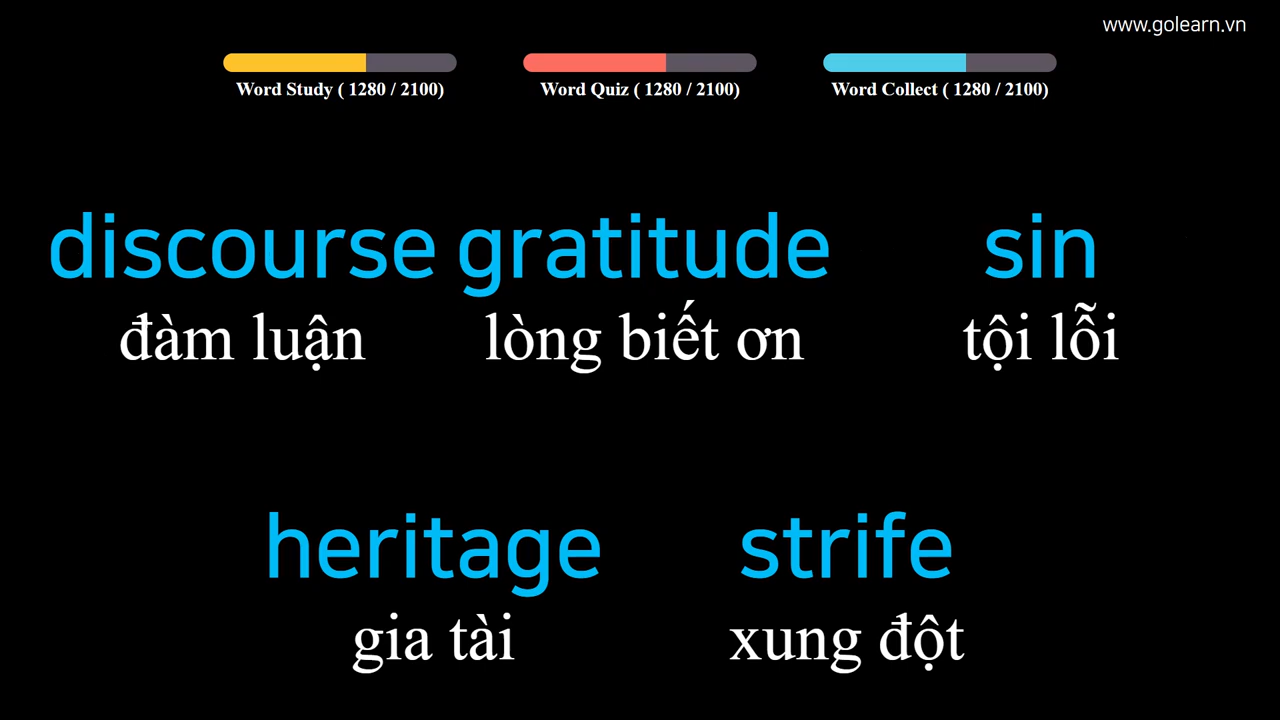 www.golearn.vn
Word Study ( 1280 / 2100)
Word Quiz ( 1280 / 2100)
Word Collect ( 1280 / 2100)
discourse gratitude sin
đàm luận lòng biết ơn tội lỗi
heritage strife
gia tài xung đột